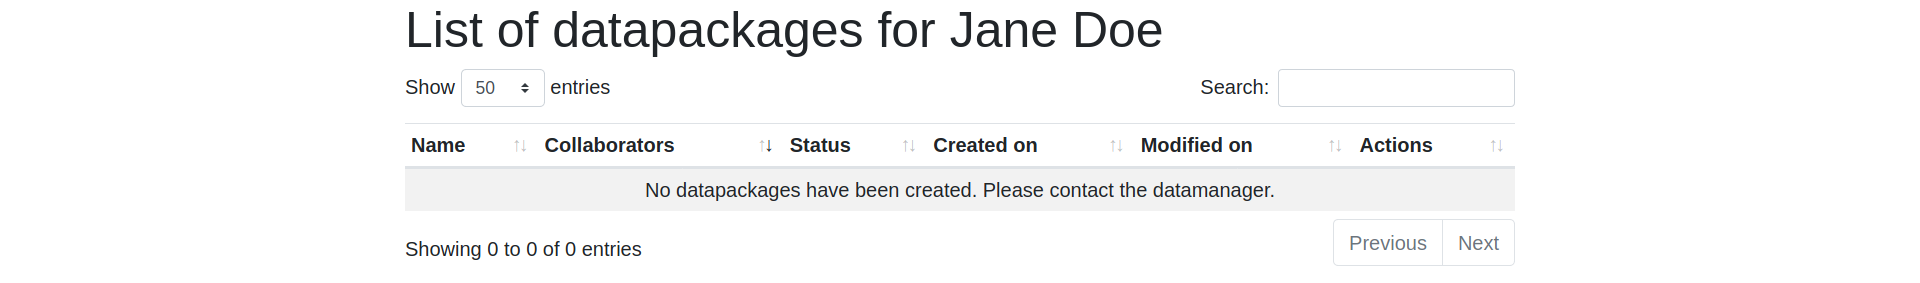 List of datapackages for Jane Doe
Show 50 entries Search:
Name Collaborators Status Created on Modified on Actions
No datapackages have been created. Please contact the datamanager.
Showing 0 to 0 of 0 entries Previous Next